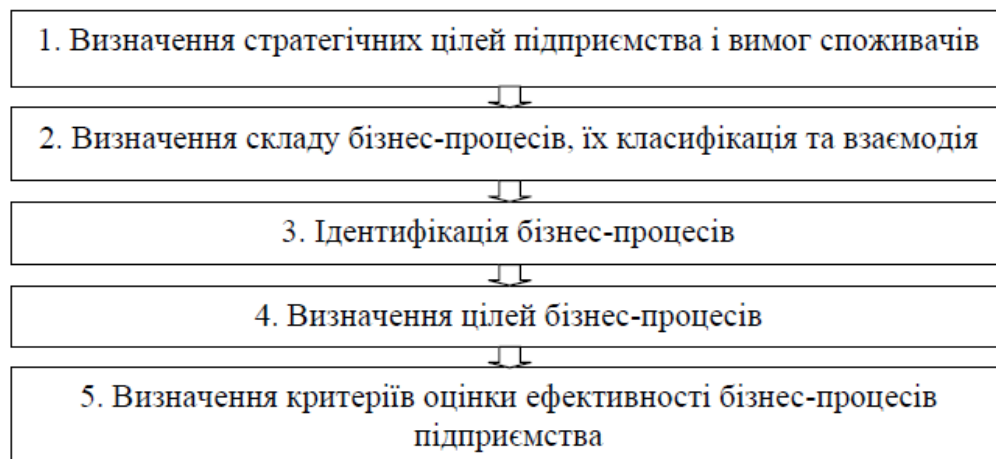 1. Визначення стратегічних цілей підприємства і вимог споживачів
2. Визначення складу бізнес-процесів, їх класифікація та взаємодія
3. Ідентифікація бізнес-процесів
4. Визначення цілей бізнес-процесів
5. Визначення критеріїв оцінки ефективності бізнес-процесів
підприємства